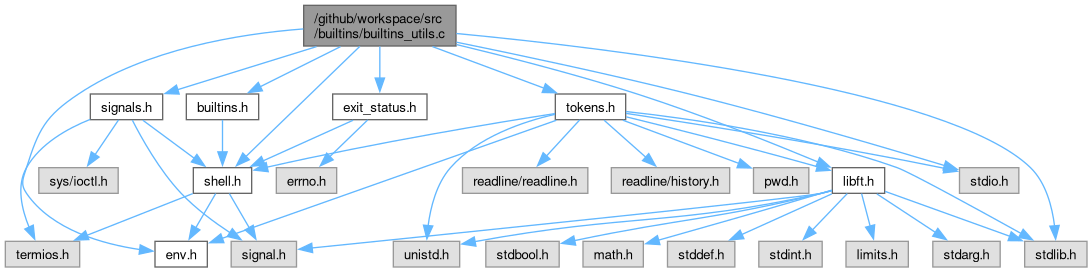 /github/workspace/src
/builtins/builtins_utils.c
signals.h
builtins.h
exit_status.h
tokens.h
sys/ioctl.h
shell.h
errno.h
readline/readline.h
readline/history.h
pwd.h
libft.h
stdio.h
termios.h
env.h
signal.h
unistd.h
stdbool.h
math.h
stddef.h
stdint.h
limits.h
stdarg.h
stdlib.h